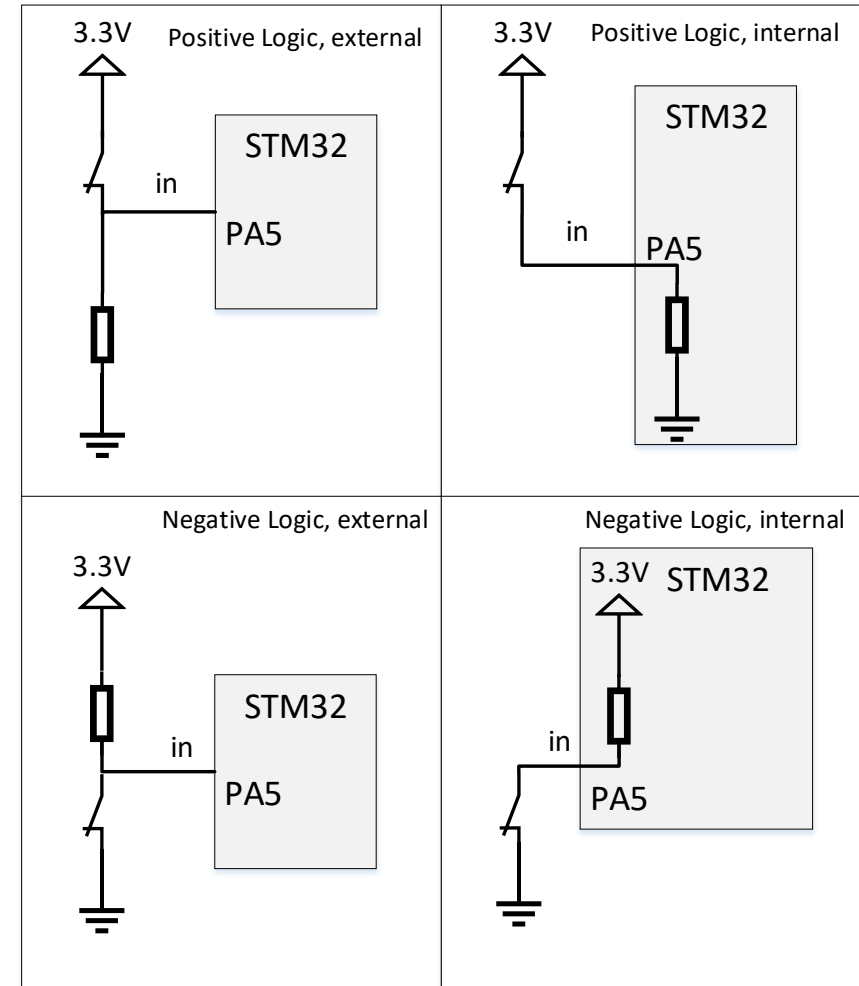 3.3V
Positive Logic, external
STM32
in
PA5
3.3V
Positive Logic, internal
STM32
in
PA5
Negative Logic, external
3.3V
STM32
in
PA5
Negative Logic, internal
3.3V
STM32
in
PA5